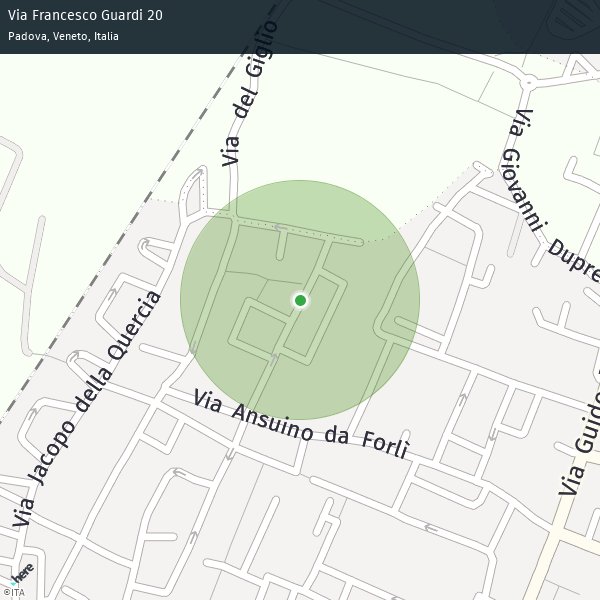 Via Francesco Guardi 20
Padova, Veneto, Italia
Via del Giglio
Via Giovanni Dupre
Via Jacopo della Quercia
Via Ansuino da Forlì
Via Guido
here
©ITA